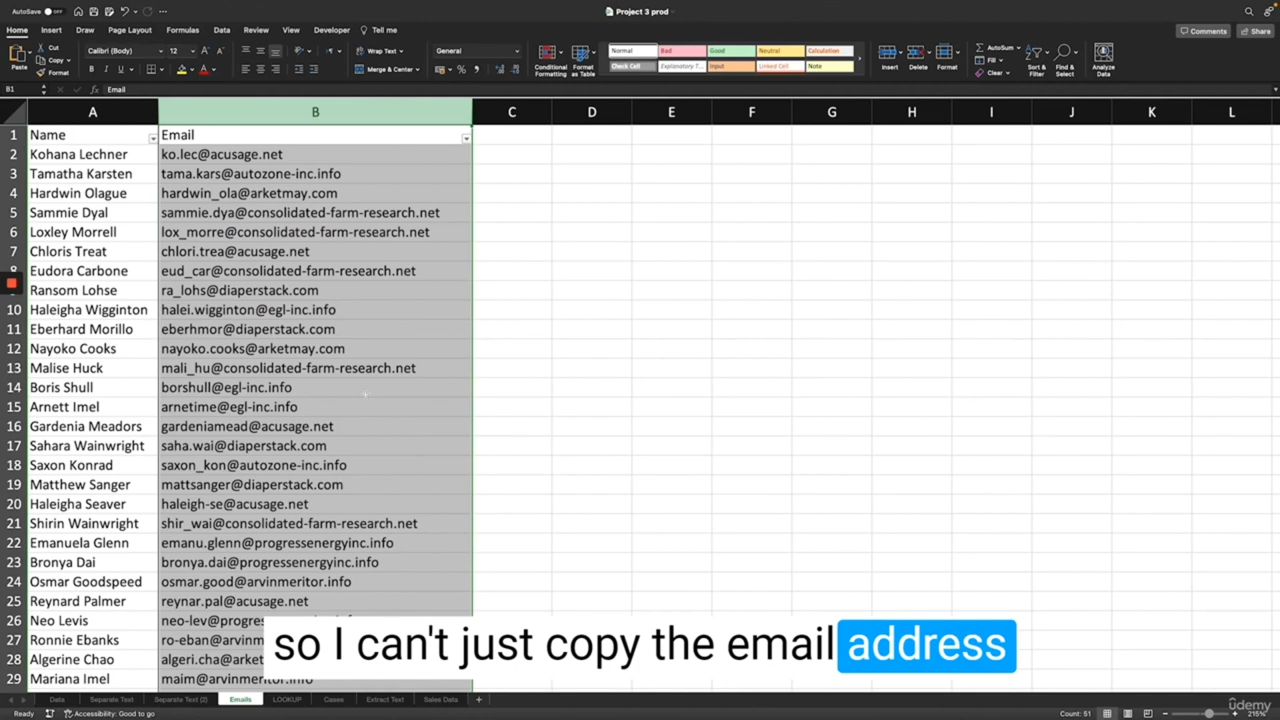 AutoSave OFF
Project 3 prod
Home Insert Draw Page Layout Formulas Data Review View Developer Tell me
Comments Share
Cut
Copy
Format
Calibri (Body) 12
Wrap Text
Merge & Center
General
Conditional Formatting
Format as Table
Normal Bad Good Neutral Calculation
Check Cell Explanatory T... Input Linked Cell Note
Insert Delete Format
AutoSum
Fill
Clear
Sort & Filter
Find & Select
Analyze Data
B1 fx Email
A B C D E F G H I J K L
1 Name Email
2 Kohana Lechner ko.lec@acusage.net
3 Tamatha Karsten tama.kars@autozone-inc.info
4 Hardwin Olague hardwin_ola@arketmay.com
5 Sammie Dyal sammie.dya@consolidated-farm-research.net
6 Loxley Morrell lox_morre@consolidated-farm-research.net
7 Chloris Treat chlori.trea@acusage.net
8 Eudora Carbone eud_car@consolidated-farm-research.net
Ransom Lohse ra_lohs@diaperstack.com
10 Haleigha Wigginton halei.wigginton@egl-inc.info
11 Eberhard Morillo eberhmor@diaperstack.com
12 Nayoko Cooks nayoko.cooks@arketmay.com
13 Malise Huck mali_hu@consolidated-farm-research.net
14 Boris Shull borshull@egl-inc.info
15 Arnett Imel arnetime@egl-inc.info
16 Gardenia Meadors gardeniamead@acusage.net
17 Sahara Wainwright saha.wai@diaperstack.com
18 Saxon Konrad saxon_kon@autozone-inc.info
19 Matthew Sanger mattsanger@diaperstack.com
20 Haleigha Seaver haleigh-se@acusage.net
21 Shirin Wainwright shir_wai@consolidated-farm-research.net
22 Emanuela Glenn emanu.glenn@progressenergyinc.info
23 Bronya Dai bronya.dai@progressenergyinc.info
24 Osmar Goodspeed osmar.good@arvinmeritor.info
25 Reynard Palmer reynar.pal@acusage.net
26 Neo Levis
27 Ronnie Ebanks
28 Algerine Chao
29 Mariana Imel maim@arvinmeritor.info
so I can't just copy the email address
Data Separate Text Separate Text (2) Emails LOOKUP Cases Extract Text Sales Data +
Ready Accessibility: Good to go Count: 51 215%
udemy